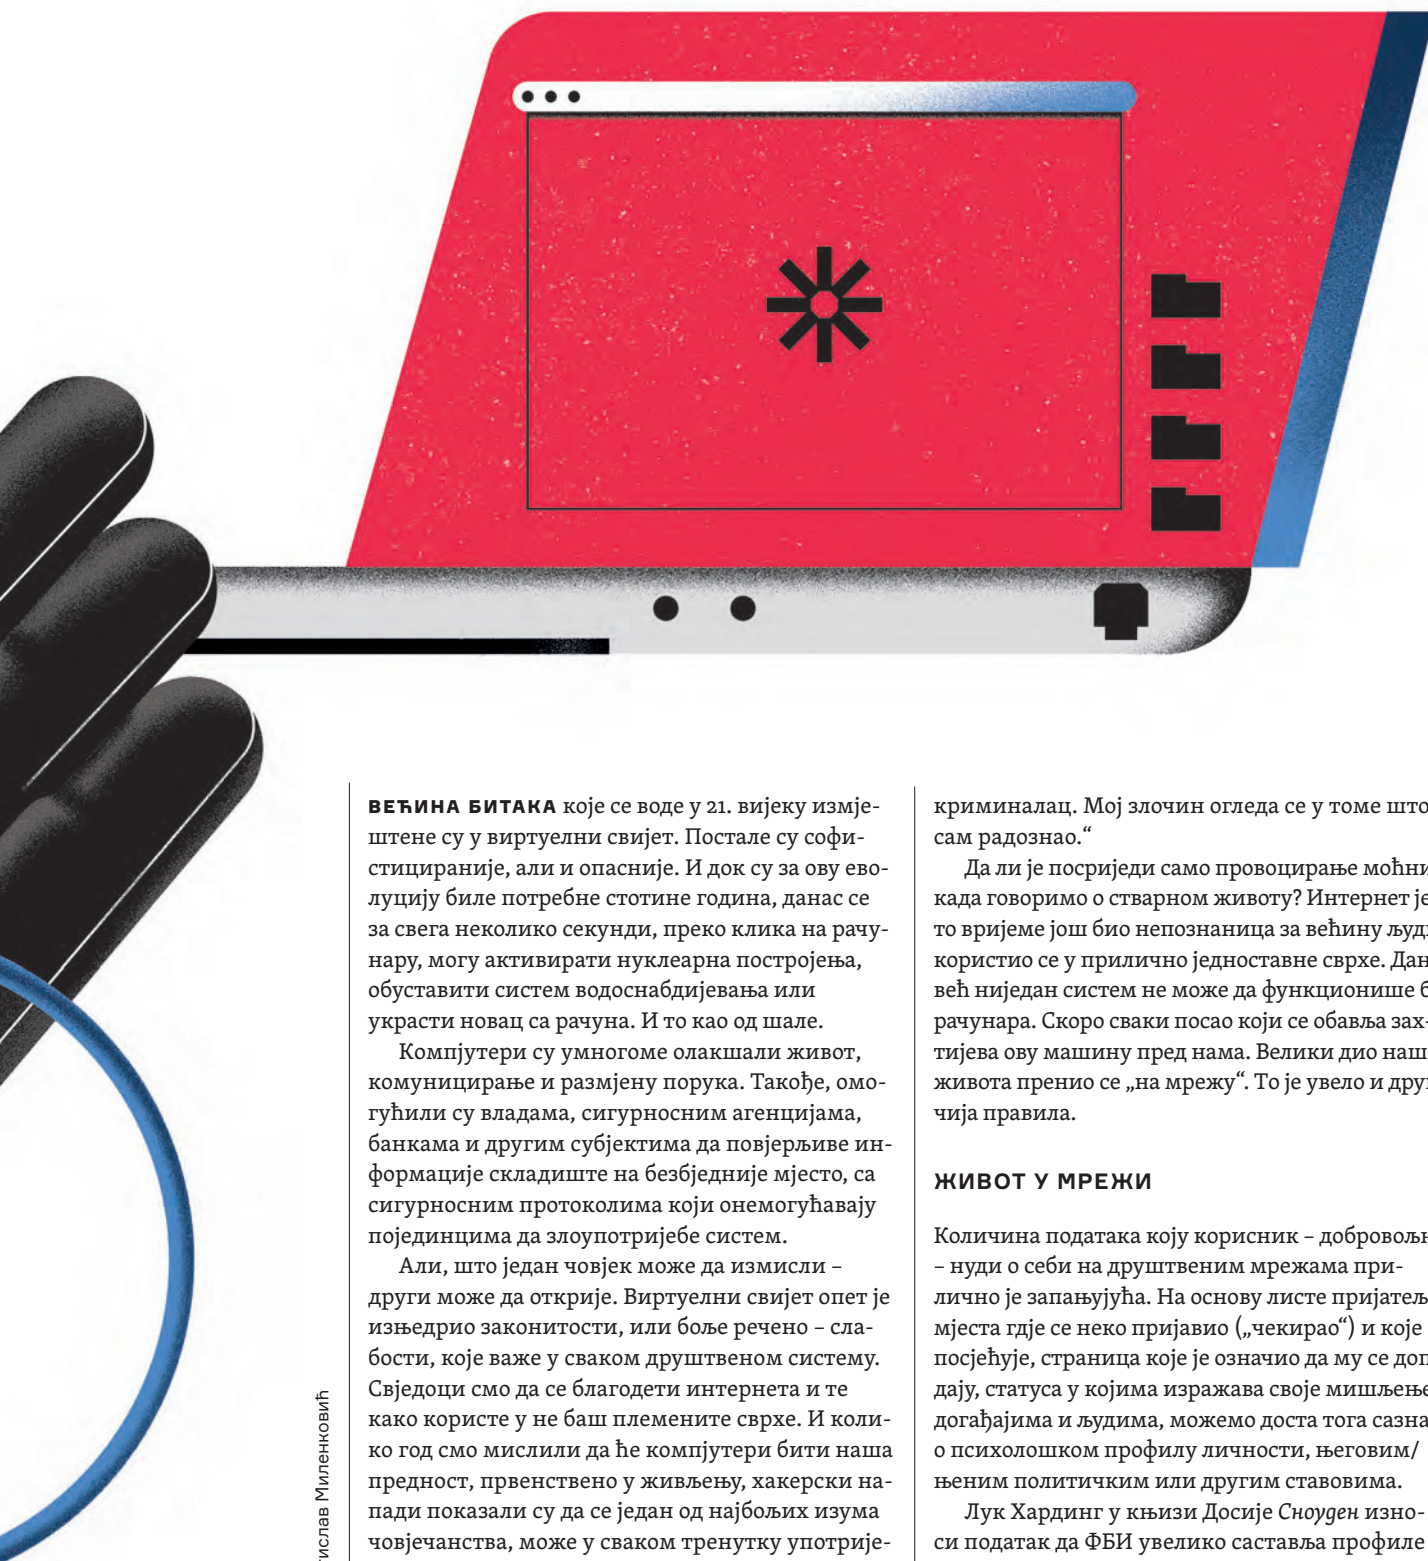 ВЕЋИНА БИТАКА које се воде у 21. вијеку измје-
штене су у виртуелни свијет. Постале су софи-
стицираније, али и опасније. И док су за ову ево-
луцију биле потребне стотине година, данас се
за свега неколико секунди, преко клика на рачу-
нару, могу активирати нуклеарна постројења,
обуставити систем водоснабдијевања или
украсти новац са рачуна. И то као од шале.
Компјутери су умногоме олакшали живот,
комуницирање и размјену порука. Такође, омо-
гућили су владама, сигурносним агенцијама,
банкама и другим субјектима да повјерљиве ин-
формације складиште на безбједније мјесто, са
сигурносним протоколима који онемогућавају
појединцима да злоупотријебе систем.
Али, што један човјек може да измисли –
други може да открије. Виртуелни свијет опет је
изњедрио законитости, или боље речено – сла-
бости, које важе у сваком друштвеном систему.
Свједоци смо да се благодети интернета и те
како користе у не баш племените сврхе. И коли-
ко год смо мислили да ће компјутери бити наша
предност, првенствено у живљењу, хакерски на-
пади показали су да се један од најбољих изума
човјечанства, може у сваком тренутку употрије-
криминалац. Мој злочин огледа се у томе што
сам радознао.“
Да ли је посриједи само провоцирање
када говоримо о стварном животу? Интернет је
то вријеме још био непознаница за већину
користио се у прилично једноставне сврхе.
већ ниједан систем не може да функционише
рачунара. Скоро сваки посао који се обавља зах-
тијева ову машину пред нама. Велики дио
живота пренио се „на мрежу“. То је увело и
чија правила.
ЖИВОТ У МРЕЖИ
Количина података коју корисник –
– нуди о себи на друштвеним мрежама при-
лично је запањујућа. На основу листе
мјеста гдје се неко пријавио („чекирао“) и које
посјећује, страница које је означио да му се
дају, статуса у којима изражава своје мишљење
догађајима и људима, можемо доста тога
о психолошком профилу личности, његовим/
њеним политичким или другим ставовима.
Лук Хардинг у књизи Досије Сноуден изно-
си податак да ФБИ увелико саставља профиле
Миленковић